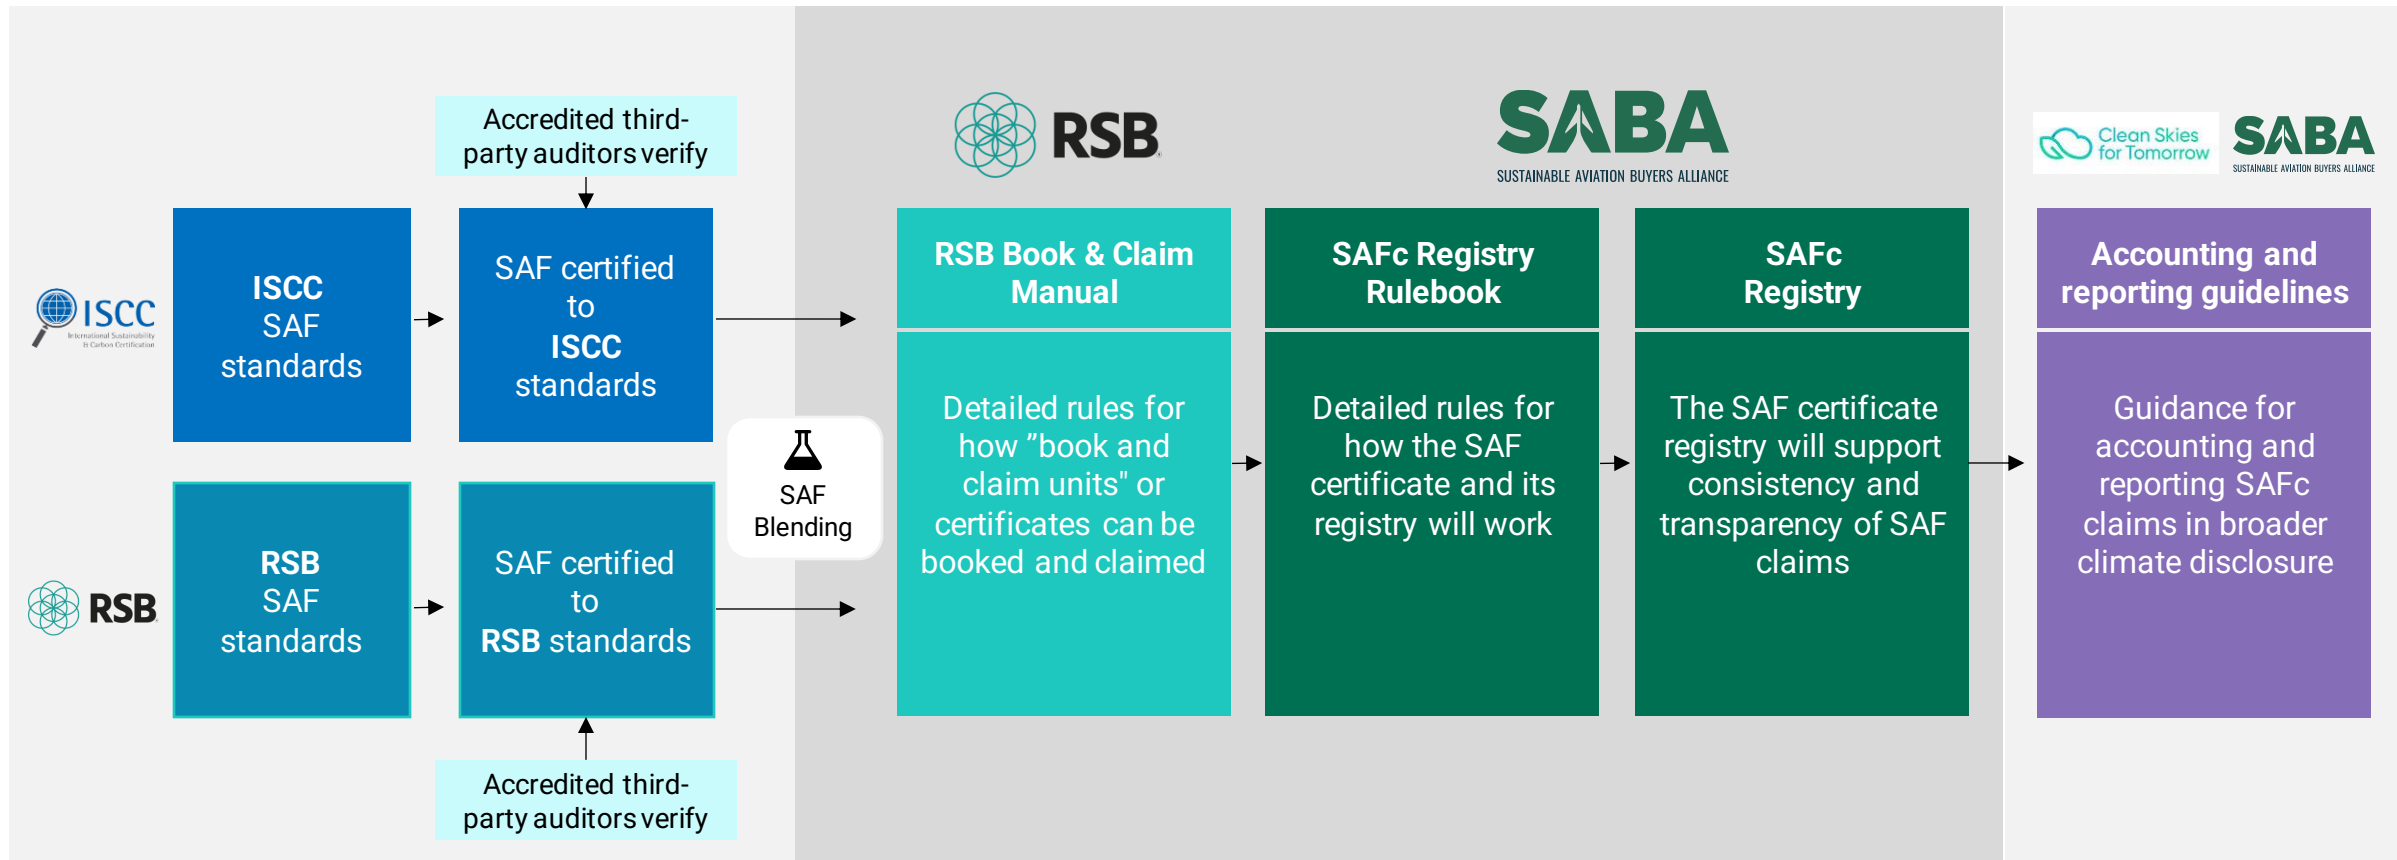 Accredited third-
party auditors verify
ISCC
International Sustainability
& Carbon Certification
ISCC
SAF
standards
SAF certified
to
ISCC
standards
RSB
RSB
SAF
standards
SAF certified
to
RSB standards
Accredited third-
party auditors verify
SAF
Blending
RSB
SABA
SUSTAINABLE AVIATION BUYERS ALLIANCE
RSB Book & Claim
Manual
Detailed rules for
how ”book and
claim units" or
certificates can be
booked and claimed
SAFc Registry
Rulebook
Detailed rules for
how the SAF
certificate and its
registry will work
SAFc
Registry
The SAF certificate
registry will support
consistency and
transparency of SAF
claims
Clean Skies
for Tomorrow
SABA
SUSTAINABLE AVIATION BUYERS ALLIANCE
Accounting and
reporting guidelines
Guidance for
accounting and
reporting SAFc
claims in broader
climate disclosure